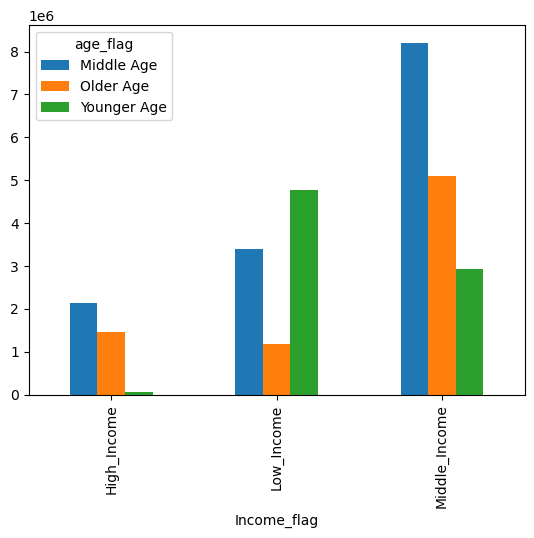 1e6
age_flag
Middle Age
Older Age
Younger Age
8
7
6
5
4
3
2
1
0
High_Income
Low_Income
Middle_Income
Income_flag